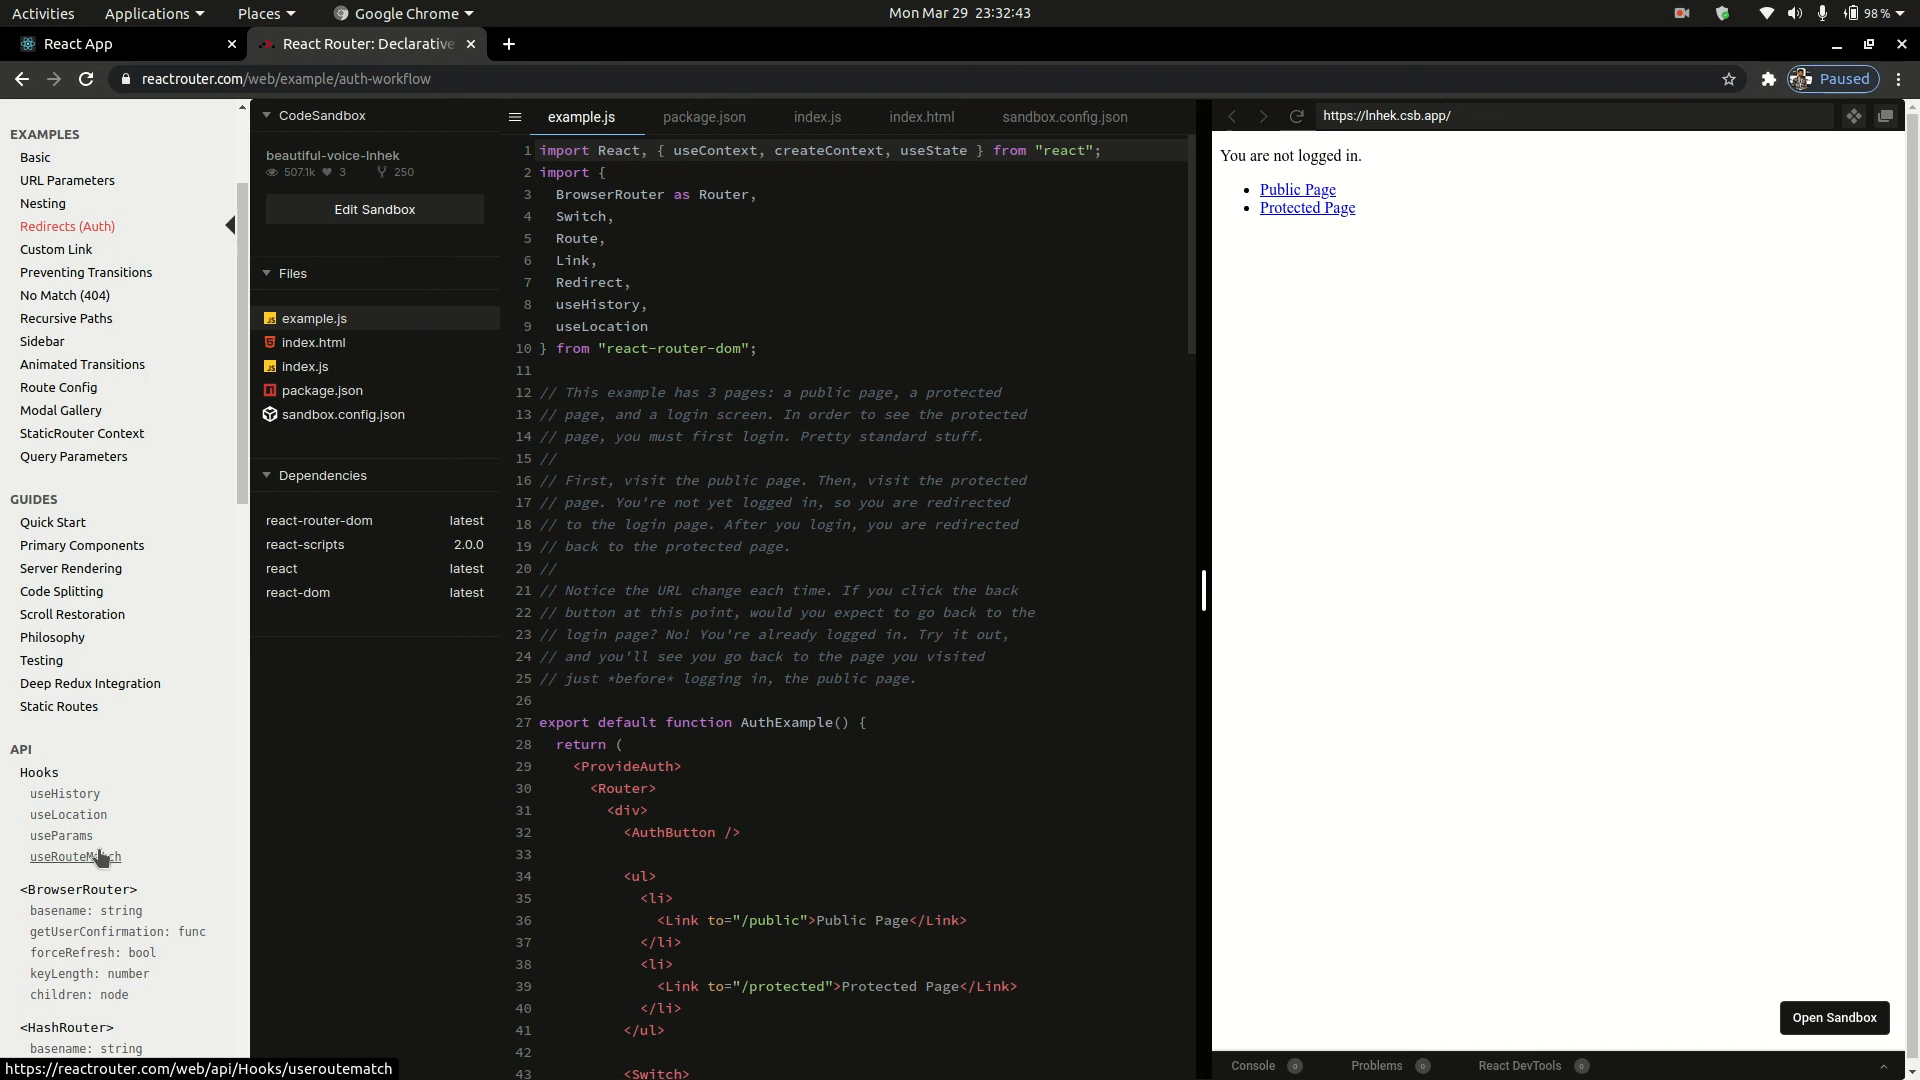 Activities
Applications
Places
Google Chrome
Mon Mar 29 23:32:43
98 %
React App
React Router: Declarative
reactrouter.com/web/example/auth-workflow
Paused
EXAMPLES
Basic
URL Parameters
Nesting
Redirects (Auth)
Custom Link
Preventing Transitions
No Match (404)
Recursive Paths
Sidebar
Animated Transitions
Route Config
Modal Gallery
StaticRouter Context
Query Parameters
GUIDES
Quick Start
Primary Components
Server Rendering
Code Splitting
Scroll Restoration
Philosophy
Testing
Deep Redux Integration
Static Routes
API
Hooks
useHistory
useLocation
useParams
useRouteMatch
<BrowserRouter>
basename: string
getUserConfirmation: func
forceRefresh: bool
keyLength: number
children: node
<HashRouter>
basename: string
https://reactrouter.com/web/api/Hooks/useroutematch
CodeSandbox
beautiful-voice-lnhek
507.1k 3 250
Edit Sandbox
Files
example.js
index.html
index.js
package.json
sandbox.config.json
Dependencies
react-router-dom latest
react-scripts 2.0.0
react latest
react-dom latest
example.js
package.json
index.js
index.html
sandbox.config.json
1 import React, { useContext, createContext, useState } from "react";
2 import {
3 BrowserRouter as Router,
4 Switch,
5 Route,
6 Link,
7 Redirect,
8 useHistory,
9 useLocation
10 } from "react-router-dom";
11
12 // This example has 3 pages: a public page, a protected
13 // page, and a login screen. In order to see the protected
14 // page, you must first login. Pretty standard stuff.
15 //
16 // First, visit the public page. Then, visit the protected
17 // page. You're not yet logged in, so you are redirected
18 // to the login page. After you login, you are redirected
19 // back to the protected page.
20 //
21 // Notice the URL change each time. If you click the back
22 // button at this point, would you expect to go back to the
23 // login page? No! You're already logged in. Try it out,
24 // and you'll see you go back to the page you visited
25 // just *before* logging in, the public page.
26
27 export default function AuthExample() {
28 return (
29 <ProvideAuth>
30 <Router>
31 <div>
32 <AuthButton />
33
34 <ul>
35 <li>
36 <Link to="/public">Public Page</Link>
37 </li>
38 <li>
39 <Link to="/protected">Protected Page</Link>
40 </li>
41 </ul>
42
43 <Switch>
https://lnhek.csb.app/
You are not logged in.
Public Page
Protected Page
Open Sandbox
Console 0
Problems 0
React DevTools 0